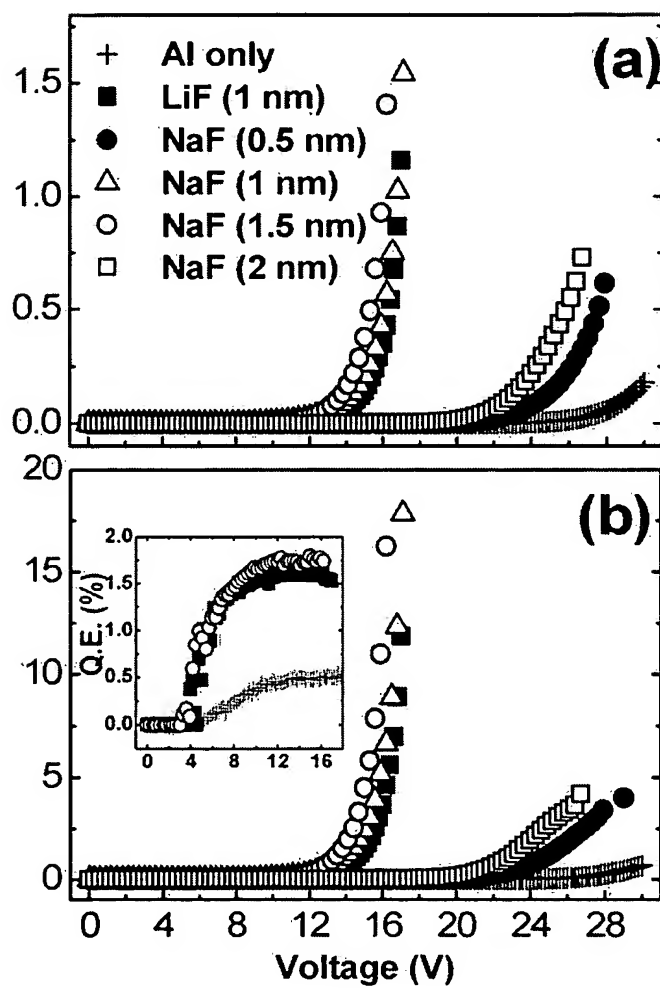 Al only
(a)
LiF (1 nm)
NaF (0.5 nm)
NaF (1 nm)
NaF (1.5 nm)
NaF (2 nm)
1.5
1.0
0.5
0.0
(b)
20
15
10
5
0
Q.E. (%)
2.0
1.5
1.0
0.5
0.0
0 4 8 12 16
0 4 8 12 16 20 24 28
Voltage (V)